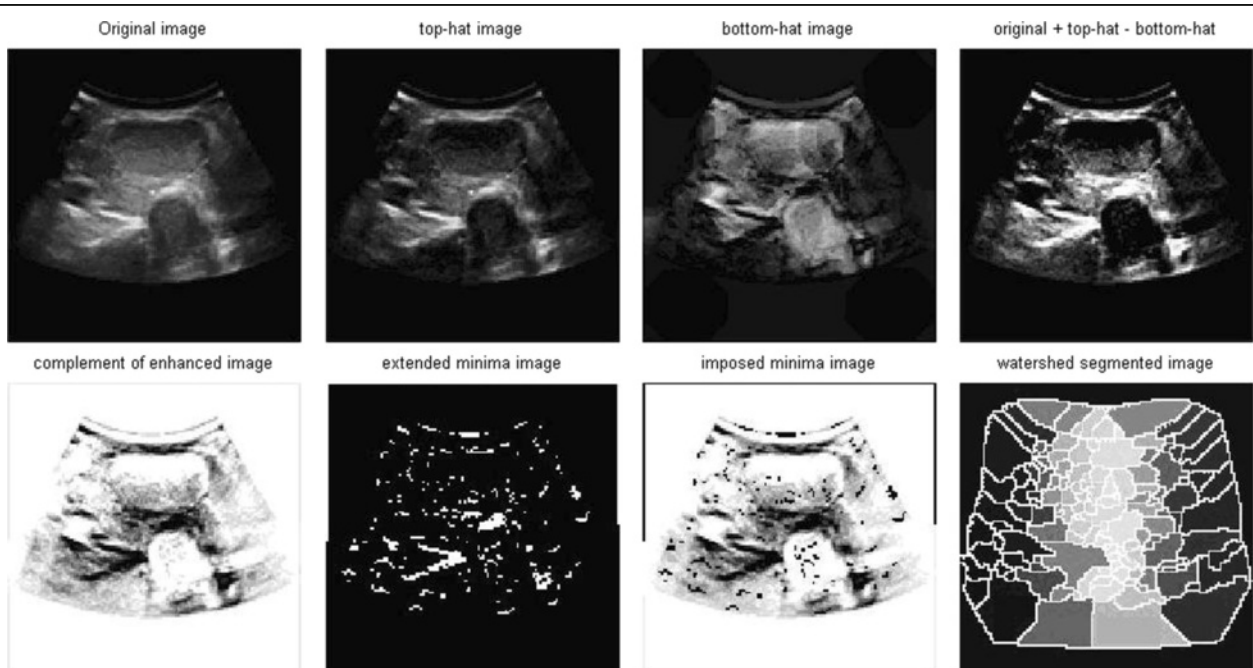 Original image
top-hat image
bottom-hat image
original + top-hat - bottom-hat
complement of enhanced image
extended minima image
imposed minima image
watershed segmented image